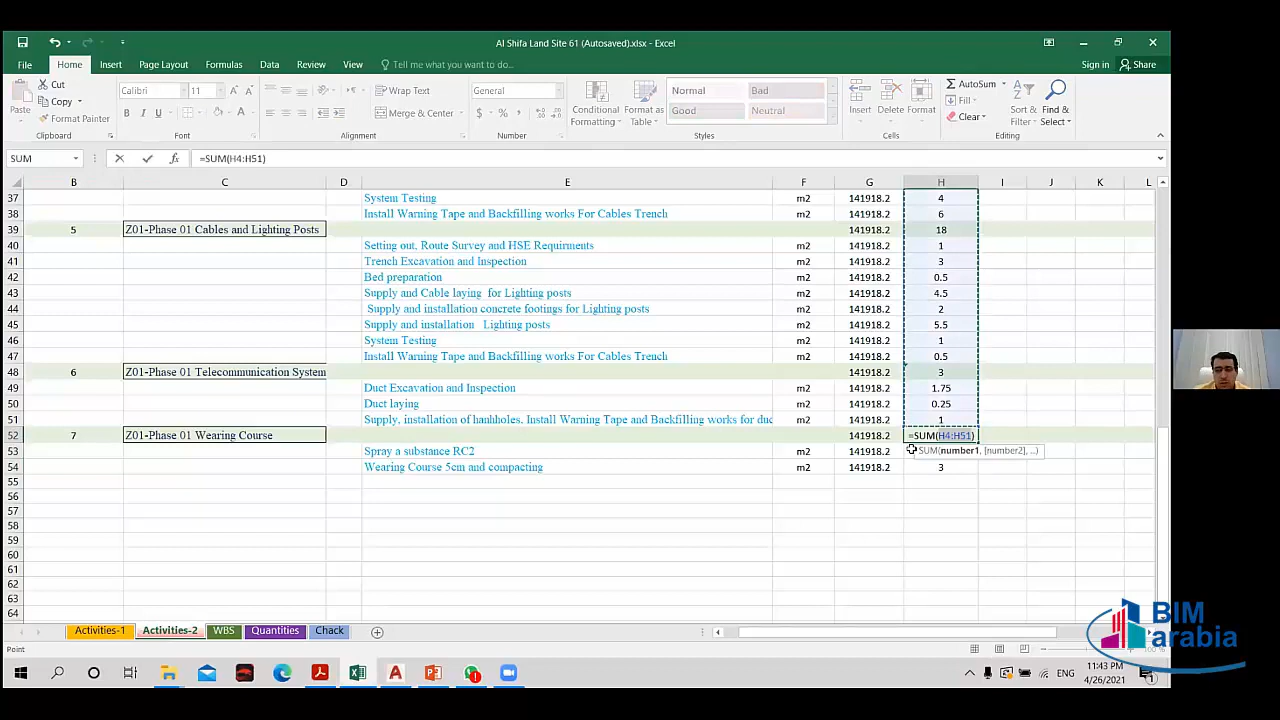 Al Shifa Land Site 61 (Autosaved).xlsx - Excel
File Home Insert Page Layout Formulas Data Review View Tell me what you want to do... Sign in Share
Cut
Copy
Format Painter
Paste
Clipboard
Calibri 11
B I U
Font
Wrap Text
Merge & Center
Alignment
General
$ % ,
Number
Conditional Formatting
Format as Table
Normal Bad
Good Neutral
Styles
Insert Delete Format
Cells
AutoSum
Fill
Clear
Sort & Filter
Find & Select
Editing
SUM =SUM(H4:H51)
B C D E F G H I J K L
37 System Testing m2 141918.2 4
38 Install Warning Tape and Backfilling works For Cables Trench m2 141918.2 6
39 5 Z01-Phase 01 Cables and Lighting Posts 141918.2 18
40 Setting out, Route Survey and HSE Requirments m2 141918.2 1
41 Trench Excavation and Inspection m2 141918.2 3
42 Bed preparation m2 141918.2 0.5
43 Supply and Cable laying for Lighting posts m2 141918.2 4.5
44 Supply and installation concrete footings for Lighting posts m2 141918.2 2
45 Supply and installation Lighting posts m2 141918.2 5.5
46 System Testing m2 141918.2 1
47 Install Warning Tape and Backfilling works For Cables Trench m2 141918.2 0.5
48 6 Z01-Phase 01 Telecommunication System 141918.2 3
49 Duct Excavation and Inspection m2 141918.2 1.75
50 Duct laying m2 141918.2 0.25
51 Supply, installation of hanhholes. Install Warning Tape and Backfilling works for duc m2 141918.2 1
52 7 Z01-Phase 01 Wearing Course 141918.2 =SUM(H4:H51)
53 Spray a substance RC2 m2 141918.2 SUM(number1, [number2], ...)
54 Wearing Course 5cm and compacting m2 141918.2 3
55
56
57
58
59
60
61
62
63
64
Activities-1 Activities-2 WBS Quantities Chack
Point
BIM
arabia
ENG
11:43 PM
4/26/2021